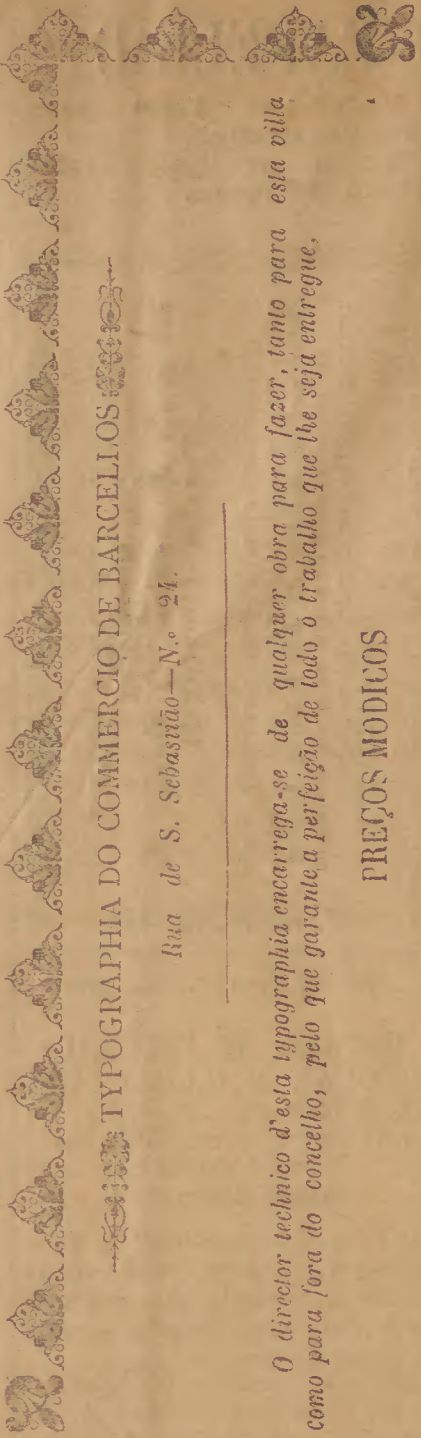 TYPOGRAPHIA DO COMMERCIO DE BARCELLOS
Rua de S. Sebasvião—N.º 24.
O director technico d'esta typographia encarrega-se de qualquer obra para fazer, tanto para esta villa
como para fora do concelho, pelo que garante a perfeição de todo o trabalho que lhe seja entregue,
PREÇOS MODICOS